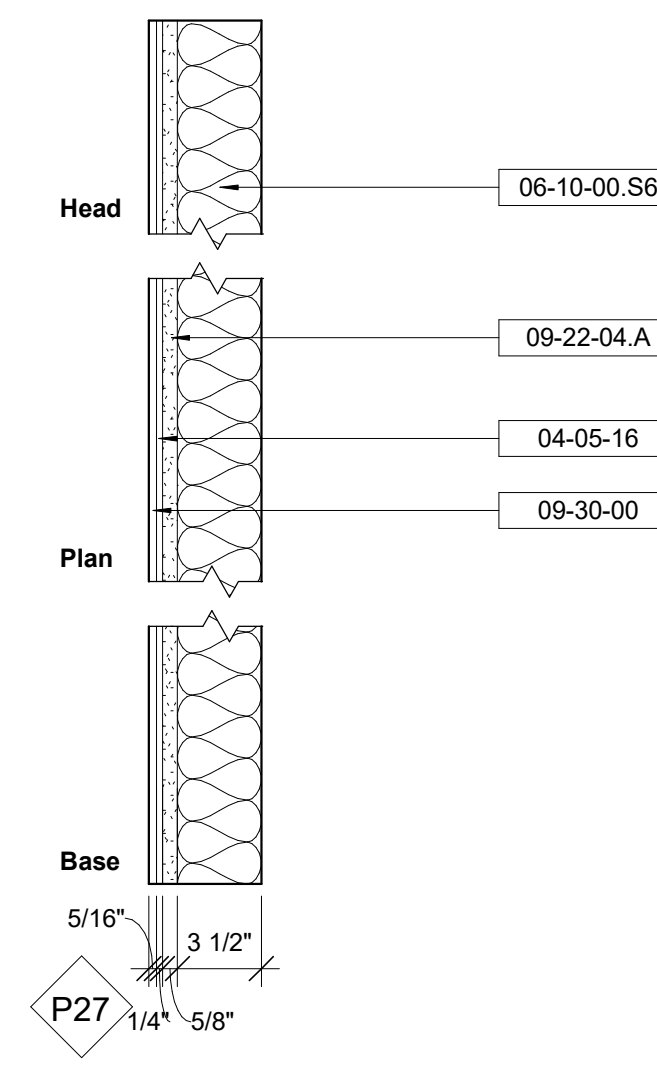 Head
06-10-00.S6
09-22-04.A
04-05-16
09-30-00
Plan
Base
5/16"
3 1/2"
P27
1/4"
5/8"